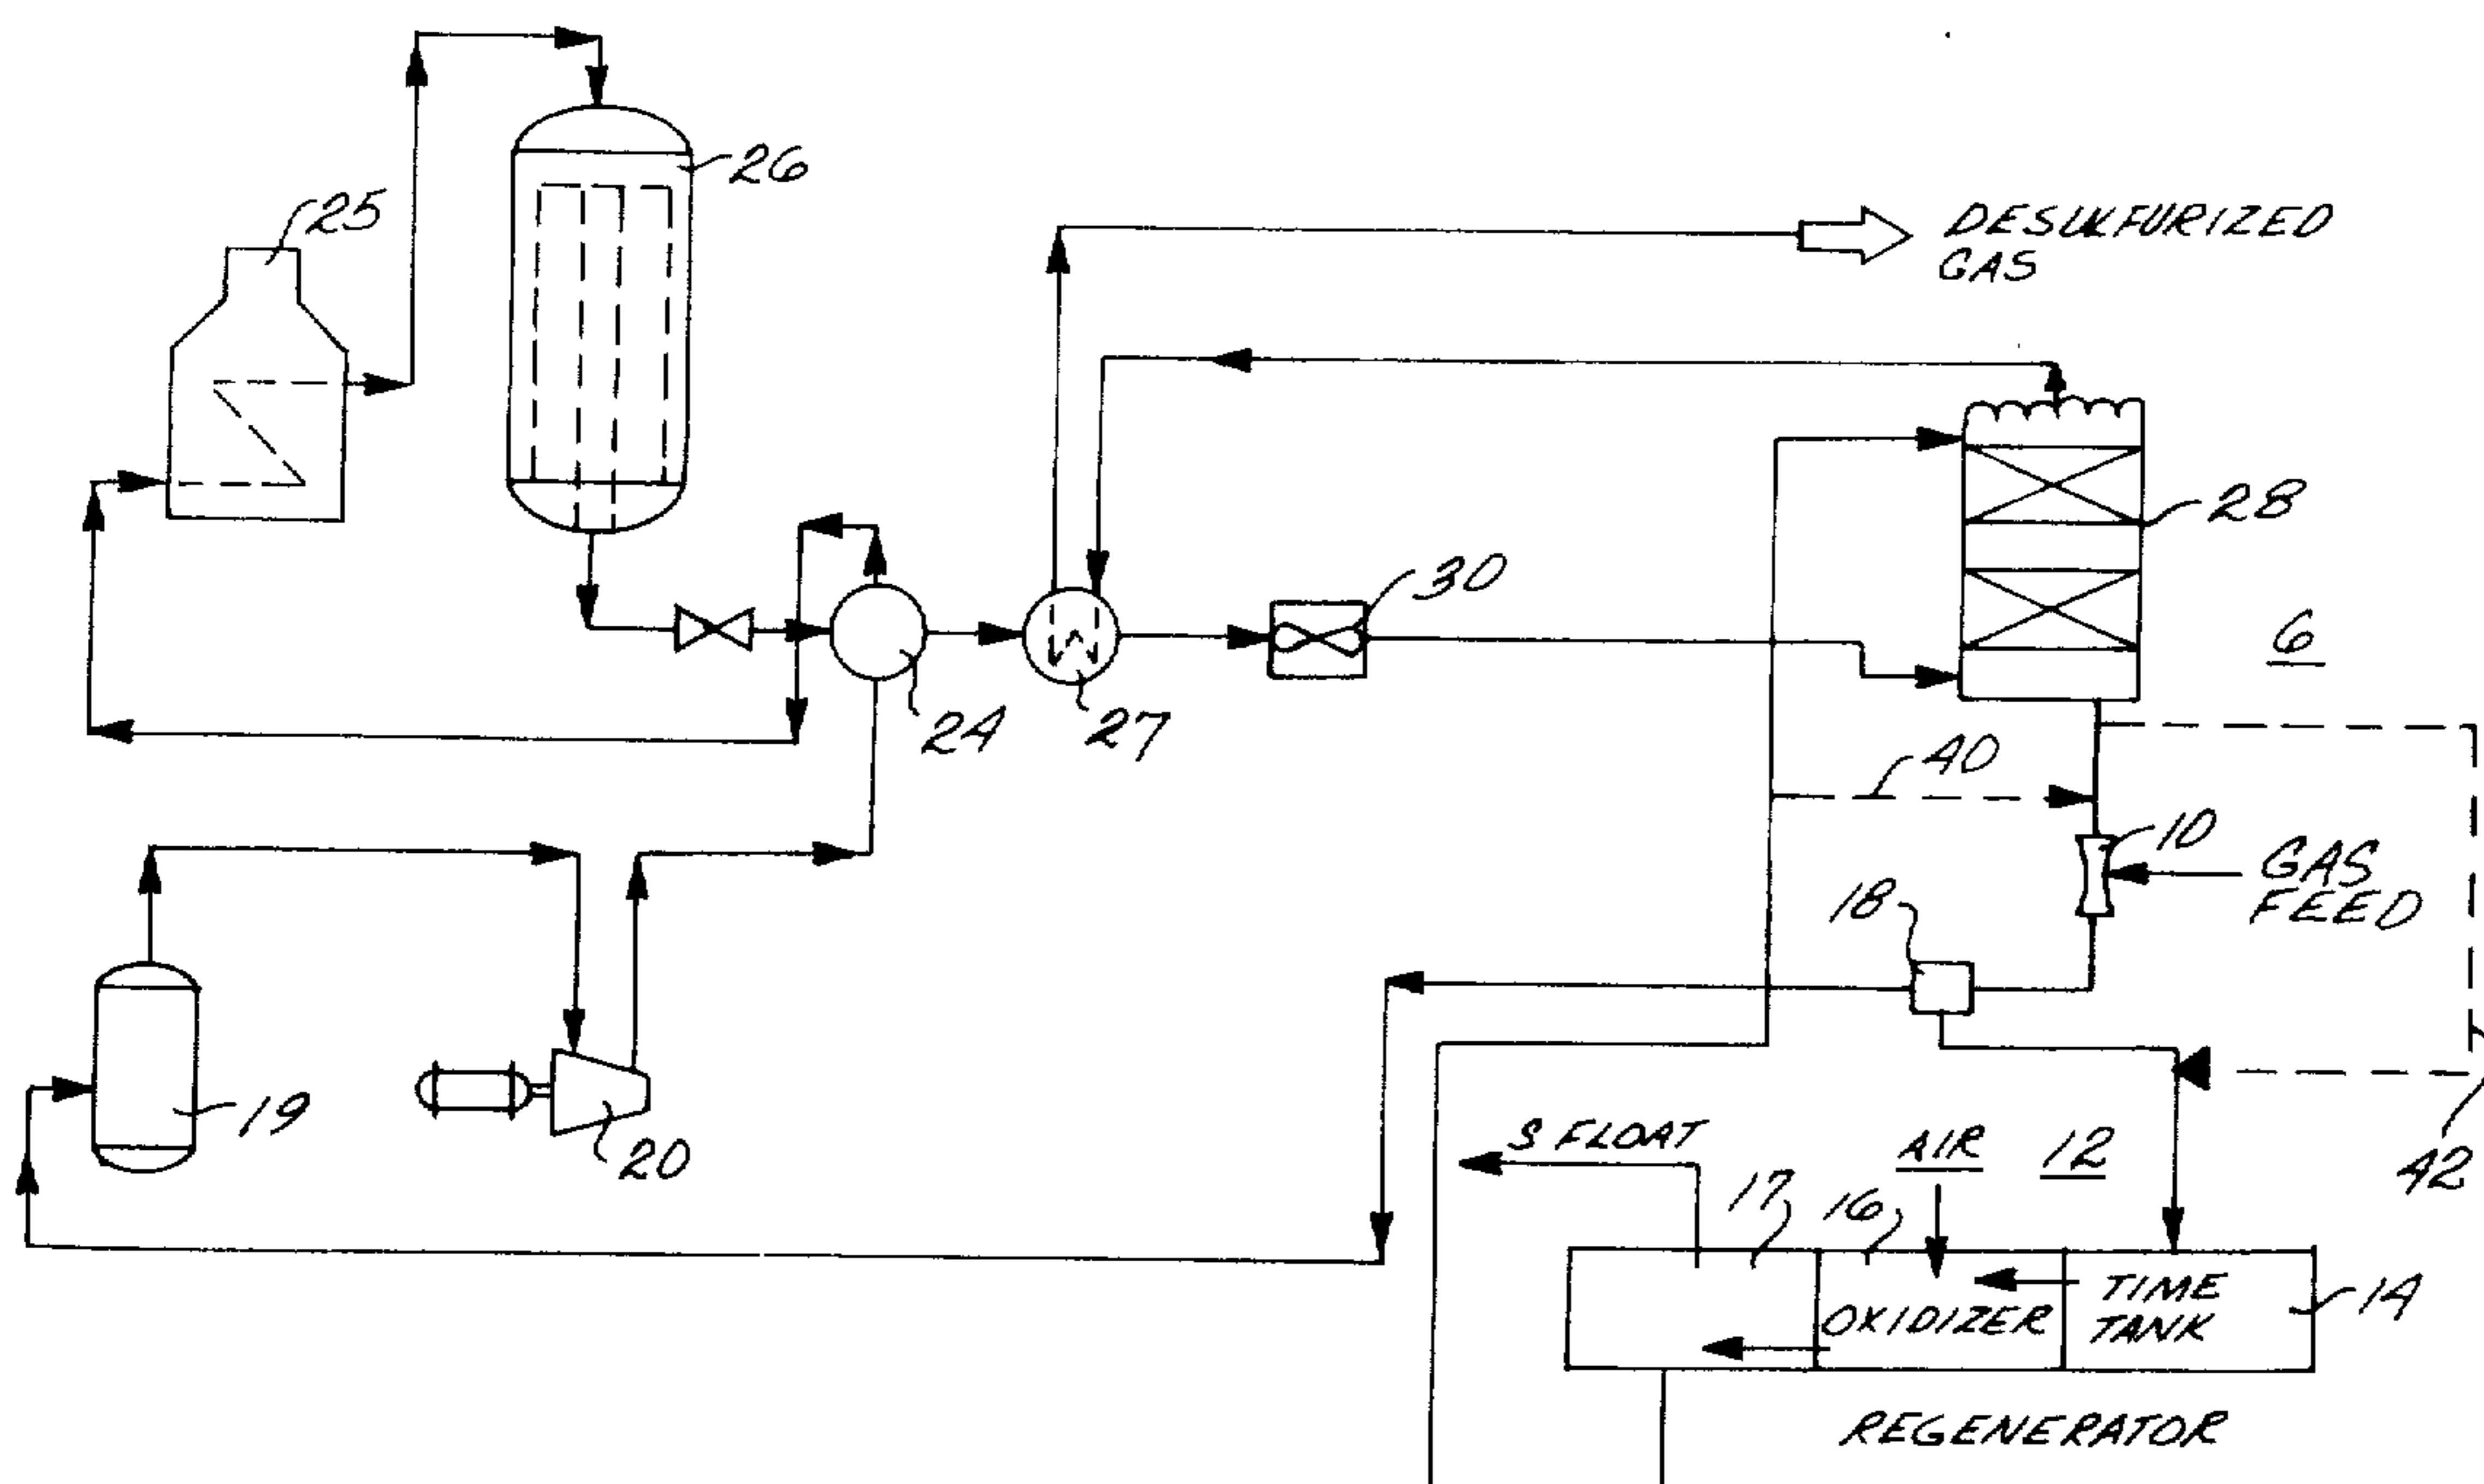 26
25
DESULFURIZED
GAS
28
30
6
24
27
40
10
GAS
FEED
18
19
20
S FLOAT
AIR
12
17
16
42
TIME
TANK
14
OXIDIZER
REGENERATOR